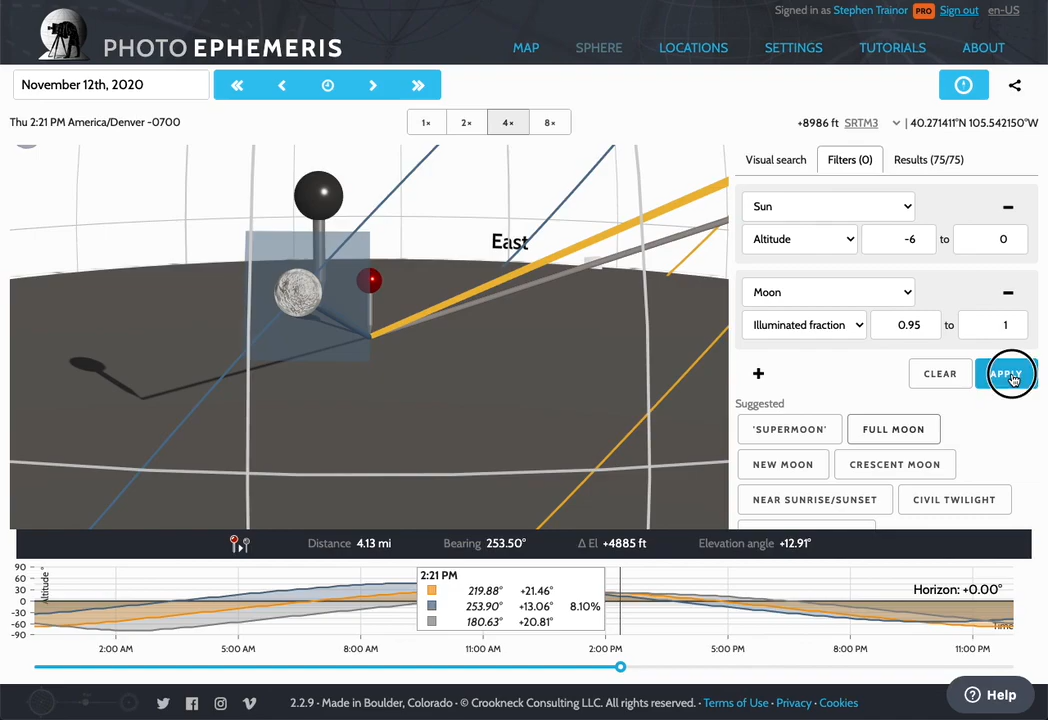 Signed in as Stephen Trainor PRO Sign out en-US
PHOTO EPHEMERIS
MAP SPHERE LOCATIONS SETTINGS TUTORIALS ABOUT
November 12th, 2020
Thu 2:21 PM America/Denver -0700
1× 2× 4× 8×
+8986 ft SRTM3 | 40.271411°N 105.542150°W
Visual search Filters (0) Results (75/75)
Sun
Altitude -6 to 0
East
Moon
Illuminated fraction 0.95 to 1
+ CLEAR APPLY
Suggested
'SUPERMOON' FULL MOON
NEW MOON CRESCENT MOON
NEAR SUNRISE/SUNSET CIVIL TWILIGHT
Distance 4.13 mi Bearing 253.50° Δ El +4885 ft Elevation angle +12.91°
90
60
30
0
-30
-60
-90
Altitude °
2:21 PM
219.88° +21.46°
253.90° +13.06° 8.10%
180.63° +20.81°
Horizon: +0.00°
Time
2:00 AM 5:00 AM 8:00 AM 11:00 AM 2:00 PM 5:00 PM 8:00 PM 11:00 PM
2.2.9 · Made in Boulder, Colorado · © Crookneck Consulting LLC. All rights reserved. · Terms of Use · Privacy · Cookies
Help